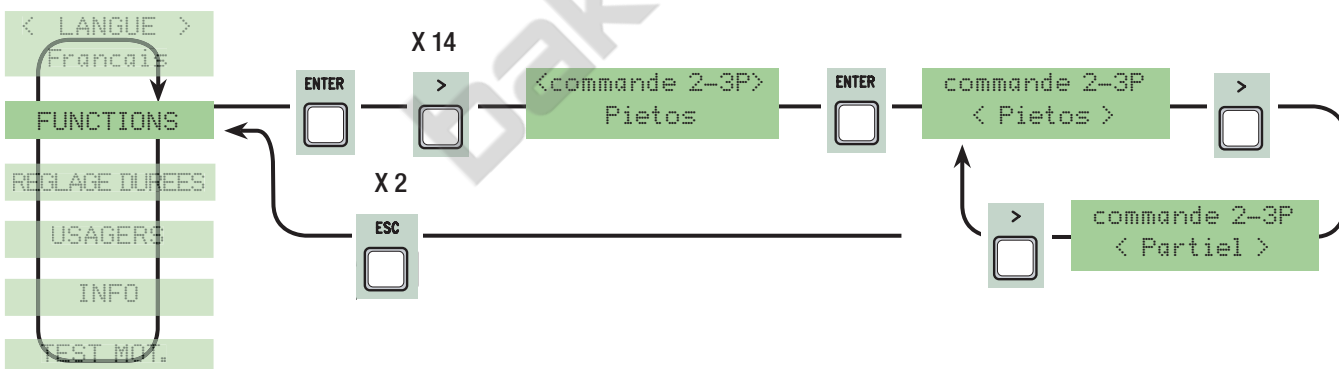 < LANGUE >
Francais
FUNCTIONS
REGLAGE DUREES
USAGERS
INFO
TEST MOT.
ENTER
X 14
>
<commande 2-3P>
Pietos
ENTER
commande 2-3P
< Pietos >
>
X 2
ESC
>
commande 2-3P
< Partiel >
bak